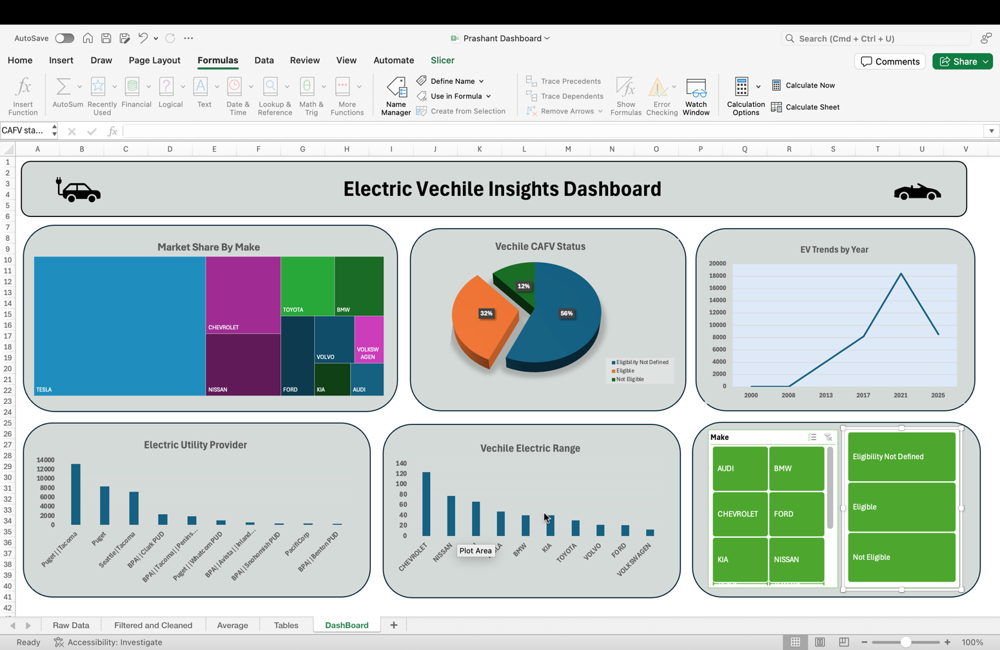 AutoSave
Prashant Dashboard
Search (Cmd + Ctrl + U)
Home Insert Draw Page Layout Formulas Data Review View Automate Slicer
Comments Share
Insert Function
AutoSum
Recently Used
Financial
Logical
Text
Date & Time
Lookup & Reference
Math & Trig
More Functions
Name Manager
Define Name
Use in Formula
Create from Selection
Trace Precedents
Trace Dependents
Remove Arrows
Show Formulas
Error Checking
Watch Window
Calculation Options
Calculate Now
Calculate Sheet
CAFV sta...
fx
A B C D E F G H I J K L M N O P Q R S T U V
1
2
3
4
5
6
7
8
9
10
11
12
13
14
15
16
17
18
19
20
21
22
23
24
25
26
27
28
29
30
31
32
33
34
35
36
37
38
39
40
41
42
Electric Vechile Insights Dashboard
Market Share By Make
TESLA
CHEVROLET
NISSAN
TOYOTA
BMW
FORD
VOLVO
VOLKSW
AGEN
KIA
AUDI
Vechile CAFV Status
12%
32%
56%
Eligibility Not Defined
Eligible
Not Eligible
EV Trends by Year
20000
18000
16000
14000
12000
10000
8000
6000
4000
2000
0
2000 2008 2013 2017 2021 2025
Electric Utility Provider
14000
12000
10000
8000
6000
4000
2000
0
Puget||Tacoma
Puget
Seattle|Tacoma
BPA||Clark PUD
BPA||Tacoma||Penins...
Puget||Whatcom PUD
BPA||Avista||Inland...
BPA||Snohomish PUD
PacifiCorp
BPA||Benton PUD
Vechile Electric Range
140
120
100
80
60
40
20
0
CHEVROLET
NISSAN
BMW
KIA
TOYOTA
VOLVO
FORD
VOLKSWAGEN
Plot Area
Make
AUDI BMW
CHEVROLET FORD
KIA NISSAN
Eligibility Not Defined
Eligible
Not Eligible
Raw Data Filtered and Cleaned Average Tables DashBoard
Ready Accessibility: Investigate
100%